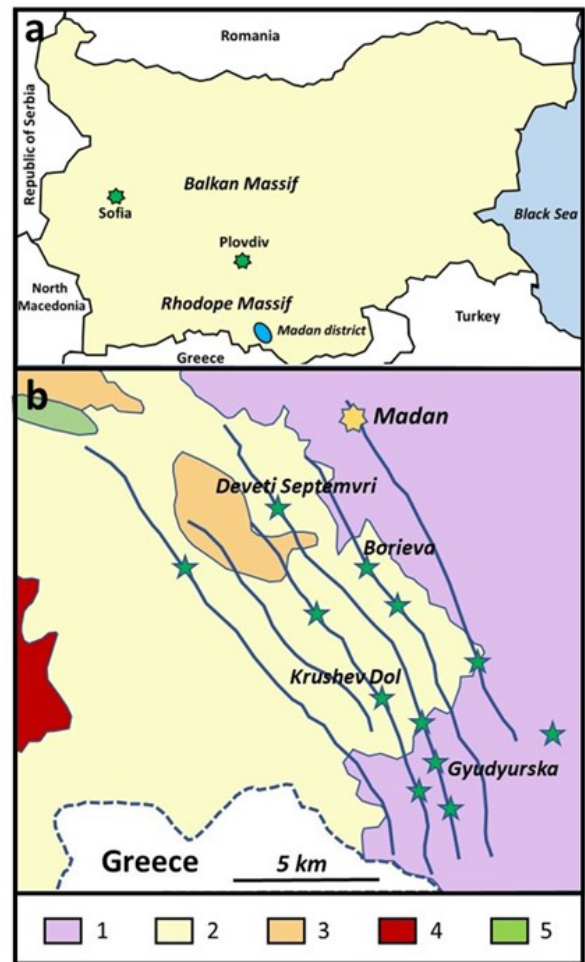 a
Romania
Republic of Serbia
Balkan Massif
Sofia
Black Sea
Plovdiv
North
Macedonia
Rhodope Massif
Madan district
Turkey
Greece
b
Madan
Deveti Septemvri
Borieva
Krushev Dol
Gyudyurska
Greece
5 km
1
2
3
4
5